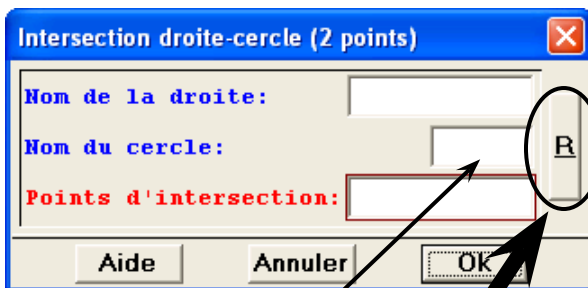 Intersection droite-cercle (2 points)
Nom de la droite:
Nom du cercle:
R
Points d'intersection:
Aide Annuler Ok